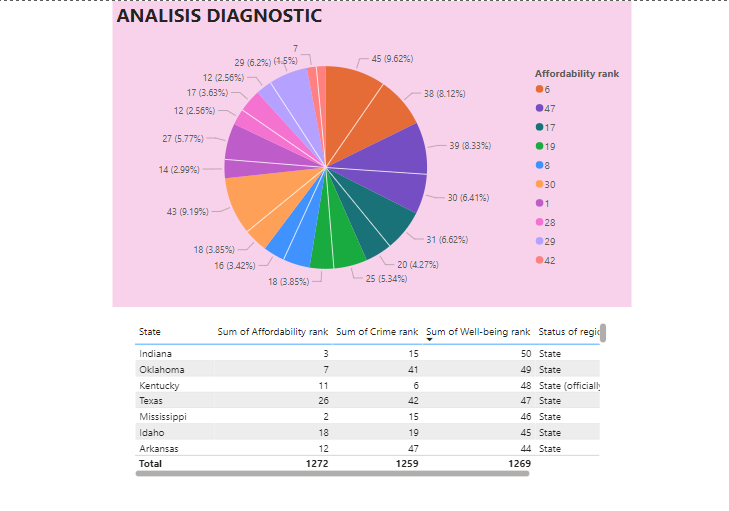 ANALISIS DIAGNOSTIC
7
29 (6.2%) (1.5%)
45 (9.62%)
12 (2.56%)
17 (3.63%)
38 (8.12%)
12 (2.56%)
27 (5.77%)
39 (8.33%)
14 (2.99%)
30 (6.41%)
43 (9.19%)
31 (6.62%)
18 (3.85%)
20 (4.27%)
16 (3.42%)
25 (5.34%)
18 (3.85%)
Affordability rank
6
47
17
19
8
30
1
28
29
42
State Sum of Affordability rank Sum of Crime rank Sum of Well-being rank Status of regic
Indiana 3 15 50 State
Oklahoma 7 41 49 State
Kentucky 11 6 48 State (officially
Texas 26 42 47 State
Mississippi 2 15 46 State
Idaho 18 19 45 State
Arkansas 12 47 44 State
Total 1272 1259 1269